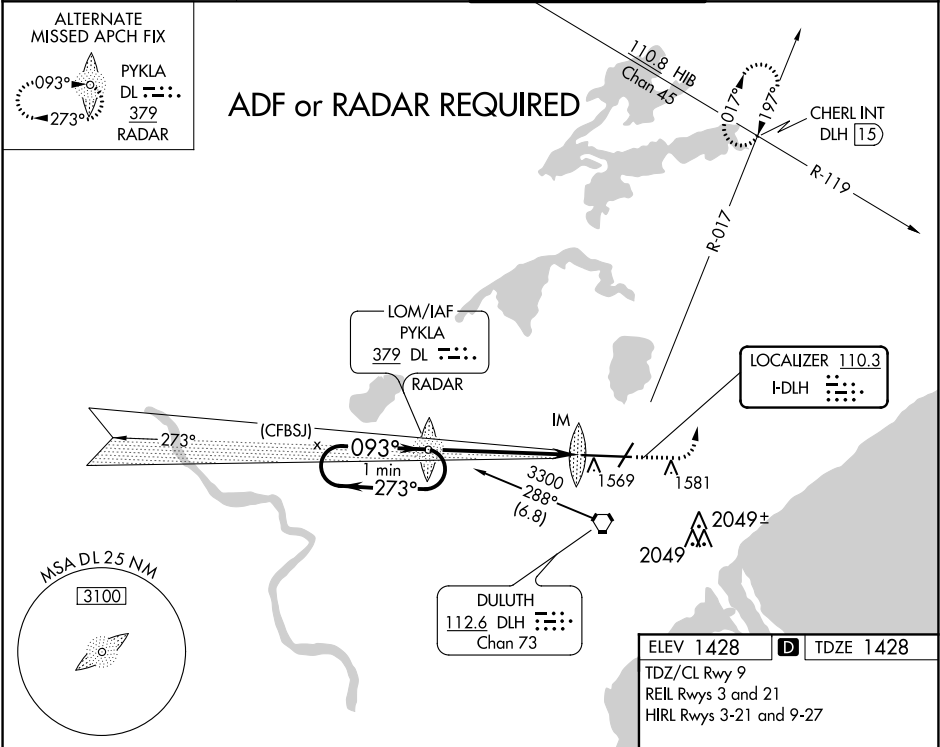 ALTERNATE
MISSED APCH FIX
093°
273°
PYKLA
DL
379
RADAR
ADF or RADAR REQUIRED
110.8 HIB
Chan 45
017°
197°
CHERL INT
DLH 15
R-119
R-017
LOM/IAF
PYKLA
379 DL
RADAR
LOCALIZER 110.3
I-DLH
273°
(CFBSJ)
x
093°
1 min
273°
IM
1569
1581
3300
288°
(6.8)
2049±
2049
MSA DL 25 NM
3100
DULUTH
112.6 DLH
Chan 73
ELEV 1428 D TDZE 1428
TDZ/CL Rwy 9
REIL Rwys 3 and 21
HIRL Rwys 3-21 and 9-27